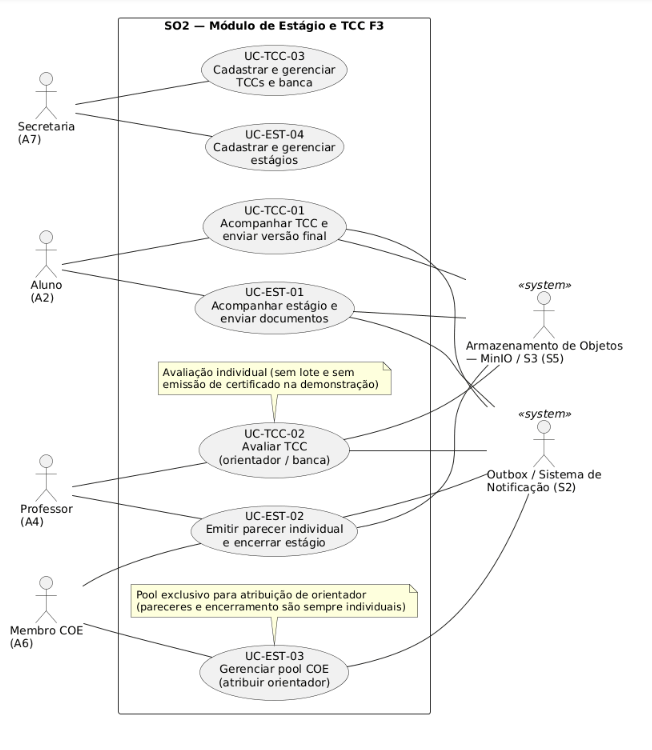 SO2 — Módulo de Estágio e TCC F3
UC-TCC-03
Cadastrar e gerenciar
TCCs e banca
Secretaria
(A7)
UC-EST-04
Cadastrar e gerenciar
estágios
UC-TCC-01
Acompanhar TCC e
enviar versão final
Aluno
(A2)
UC-EST-01
Acompanhar estágio e
enviar documentos
«system»
Armazenamento de Objetos
— MinIO / S3 (S5)
Avaliação individual (sem lote e sem
emissão de certificado na demonstração)
«system»
Outbox / Sistema de
Notificação (S2)
UC-TCC-02
Avaliar TCC
(orientador / banca)
Professor
(A4)
UC-EST-02
Emitir parecer individual
e encerrar estágio
Pool exclusivo para atribuição de orientador
(pareceres e encerramento são sempre individuais)
Membro COE
(A6)
UC-EST-03
Gerenciar pool COE
(atribuir orientador)